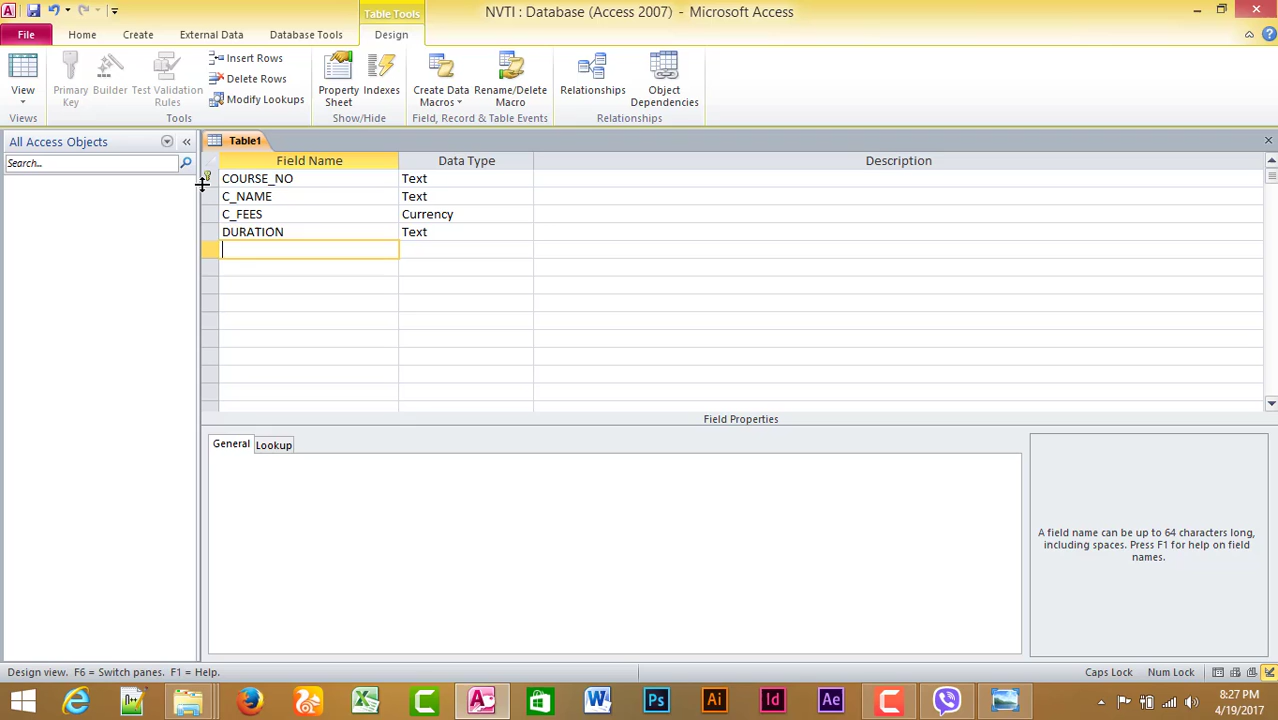 NVTI : Database (Access 2007) - Microsoft Access
Table Tools
File
Home
Create
External Data
Database Tools
Design
View
Views
Primary Key
Builder
Test Validation Rules
Insert Rows
Delete Rows
Modify Lookups
Tools
Property Sheet
Indexes
Show/Hide
Create Data Macros
Rename/Delete Macro
Field, Record & Table Events
Relationships
Object Dependencies
Relationships
All Access Objects
Search..
Table1
Field Name
Data Type
Description
COURSE_NO
Text
C_NAME
Text
C_FEES
Currency
DURATION
Text
Field Properties
General
Lookup
A field name can be up to 64 characters long,
including spaces. Press F1 for help on field
names.
Design view. F6 = Switch panes. F1 = Help.
Caps Lock
Num Lock
8:27 PM
4/19/2017